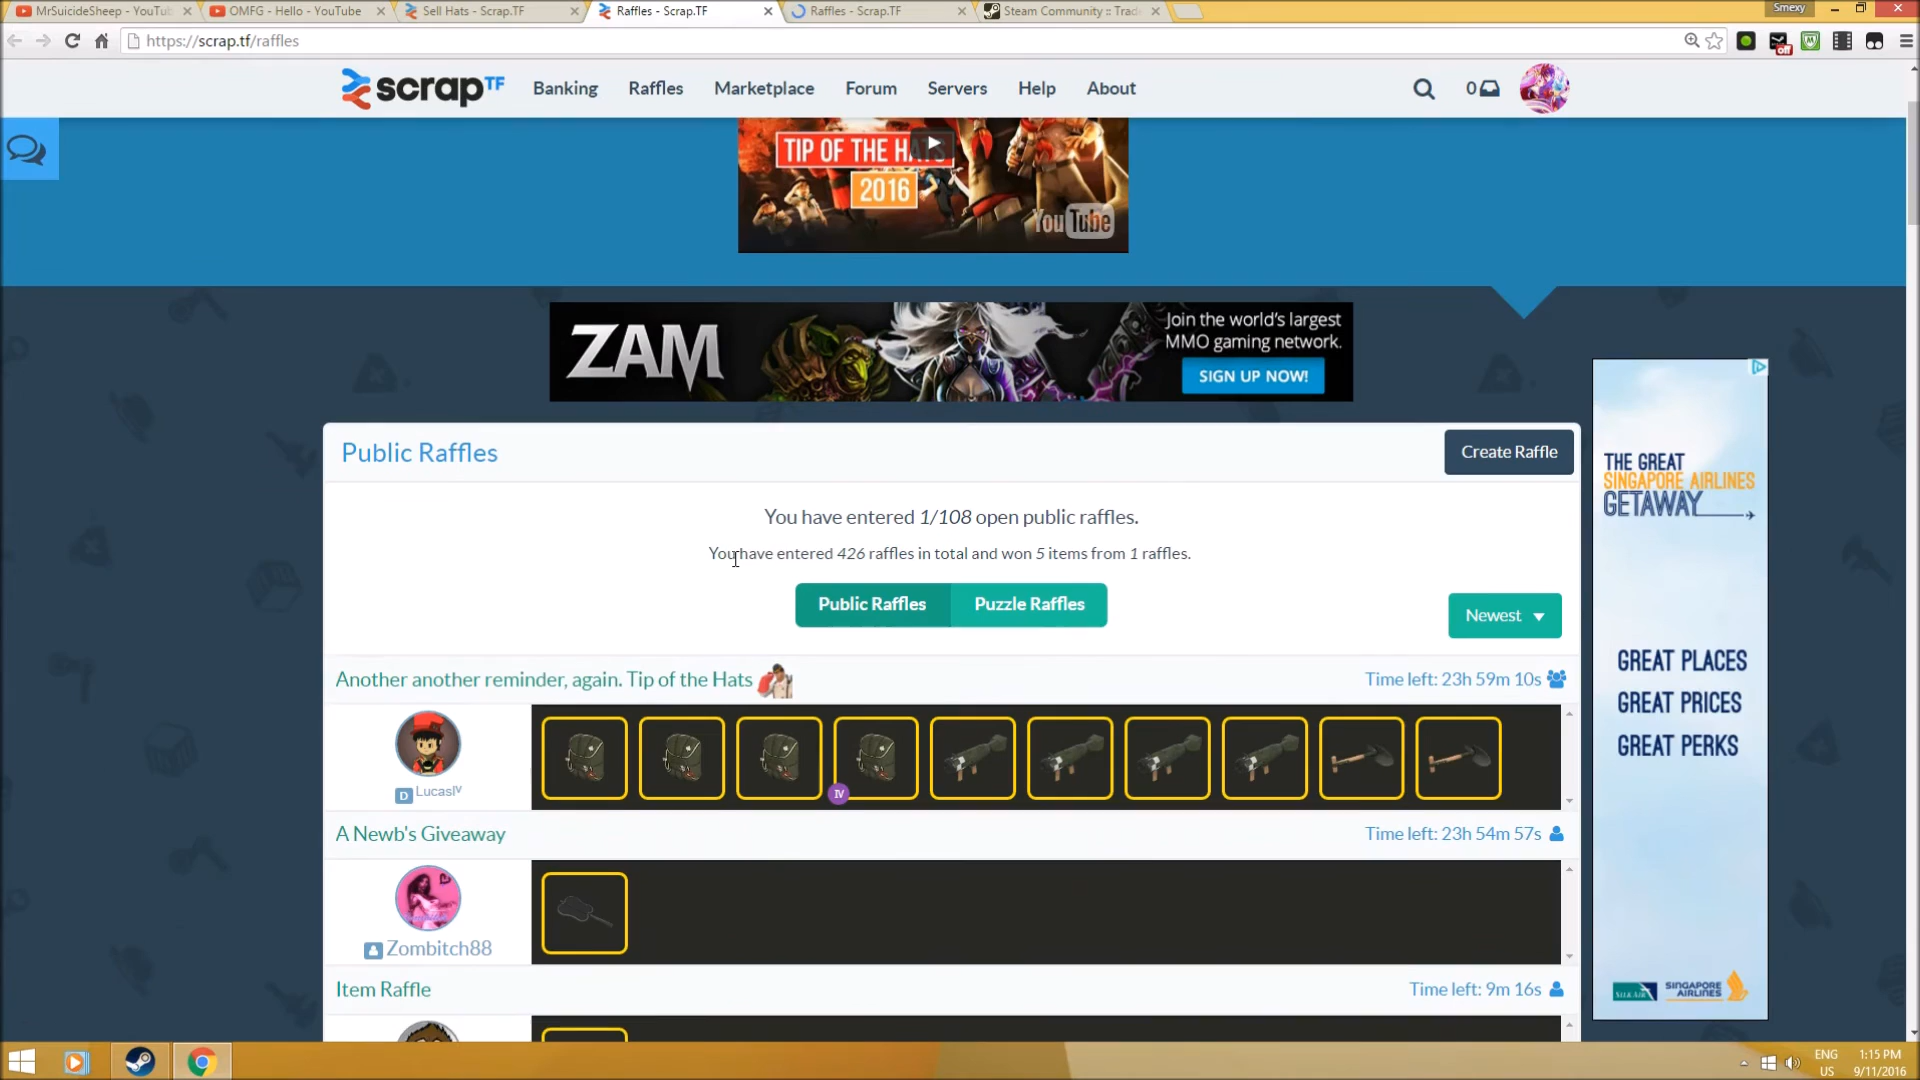 MrSuicideSheep - YouTub
OMFG - Hello - YouTube
Sell Hats - Scrap.TF
Raffles - Scrap.TF
Raffles - Scrap.TF
Steam Community :: Trad
Smexy
https://scrap.tf/raffles
off
scrap TF
Banking
Raffles
Marketplace
Forum
Servers
Help
About
0
TIP OF THE HATS
2016
YouTube
ZAM
Join the world's largest
MMO gaming network.
SIGN UP NOW!
Public Raffles
Create Raffle
You have entered 1/108 open public raffles.
You have entered 426 raffles in total and won 5 items from 1 raffles.
Public Raffles
Puzzle Raffles
Newest
Another another reminder, again. Tip of the Hats
Time left: 23h 59m 10s
D LucasIV
IV
A Newb's Giveaway
Time left: 23h 54m 57s
Zombitch88
Item Raffle
Time left: 9m 16s
THE GREAT
SINGAPORE AIRLINES
GETAWAY
GREAT PLACES
GREAT PRICES
GREAT PERKS
SILKAIR
SINGAPORE
AIRLINES
ENG
US
1:15 PM
9/11/2016